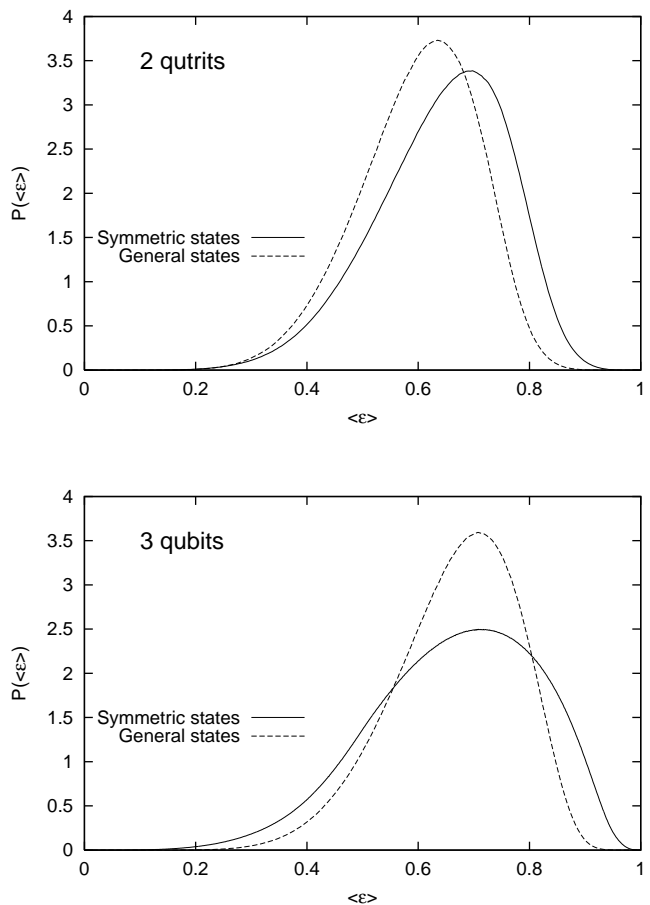 4
3.5
3
2.5
2
1.5
1
0.5
0
P(<ε>)
2 qutrits
Symmetric states
General states
0 0.2 0.4 0.6 0.8 1
<ε>
4
3.5
3
2.5
2
1.5
1
0.5
0
P(<ε>)
3 qubits
Symmetric states
General states
0 0.2 0.4 0.6 0.8 1
<ε>